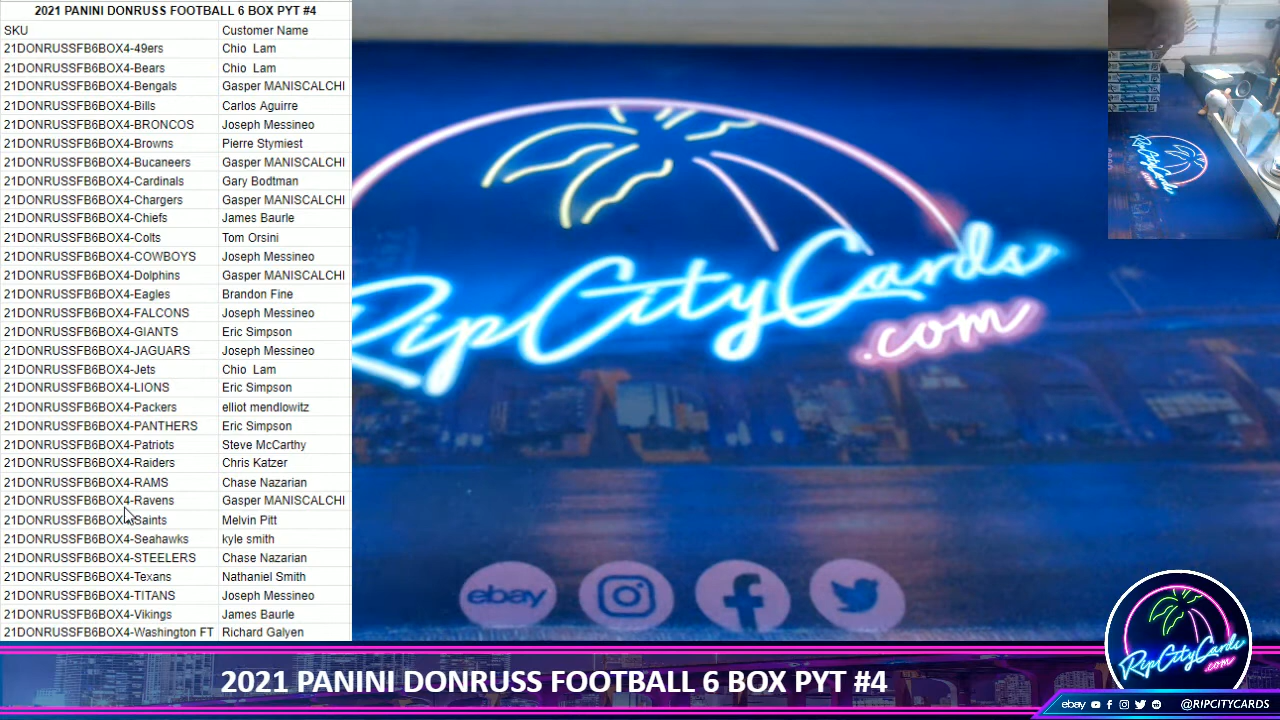 2021 PANINI DONRUSS FOOTBALL 6 BOX PYT #4
SKU Customer Name
21DONRUSSFB6BOX4-49ers Chio Lam
21DONRUSSFB6BOX4-Bears Chio Lam
21DONRUSSFB6BOX4-Bengals Gasper MANISCALCHI
21DONRUSSFB6BOX4-Bills Carlos Aguirre
21DONRUSSFB6BOX4-BRONCOS Joseph Messineo
21DONRUSSFB6BOX4-Browns Pierre Stymiest
21DONRUSSFB6BOX4-Bucaneers Gasper MANISCALCHI
21DONRUSSFB6BOX4-Cardinals Gary Bodtman
21DONRUSSFB6BOX4-Chargers Gasper MANISCALCHI
21DONRUSSFB6BOX4-Chiefs James Baurle
21DONRUSSFB6BOX4-Colts Tom Orsini
21DONRUSSFB6BOX4-COWBOYS Joseph Messineo
21DONRUSSFB6BOX4-Dolphins Gasper MANISCALCHI
21DONRUSSFB6BOX4-Eagles Brandon Fine
21DONRUSSFB6BOX4-FALCONS Joseph Messineo
21DONRUSSFB6BOX4-GIANTS Eric Simpson
21DONRUSSFB6BOX4-JAGUARS Joseph Messineo
21DONRUSSFB6BOX4-Jets Chio Lam
21DONRUSSFB6BOX4-LIONS Eric Simpson
21DONRUSSFB6BOX4-Packers elliot mendlowitz
21DONRUSSFB6BOX4-PANTHERS Eric Simpson
21DONRUSSFB6BOX4-Patriots Steve McCarthy
21DONRUSSFB6BOX4-Raiders Chris Katzer
21DONRUSSFB6BOX4-RAMS Chase Nazarian
21DONRUSSFB6BOX4-Ravens Gasper MANISCALCHI
21DONRUSSFB6BOX4-Saints Melvin Pitt
21DONRUSSFB6BOX4-Seahawks kyle smith
21DONRUSSFB6BOX4-STEELERS Chase Nazarian
21DONRUSSFB6BOX4-Texans Nathaniel Smith
21DONRUSSFB6BOX4-TITANS Joseph Messineo
21DONRUSSFB6BOX4-Vikings James Baurle
21DONRUSSFB6BOX4-Washington FT Richard Galyen
RipCityCards
.com
ebay
RipCityCards
.com
2021 PANINI DONRUSS FOOTBALL 6 BOX PYT #4
RipCityCards
.com
ebay @RIPCITYCARDS